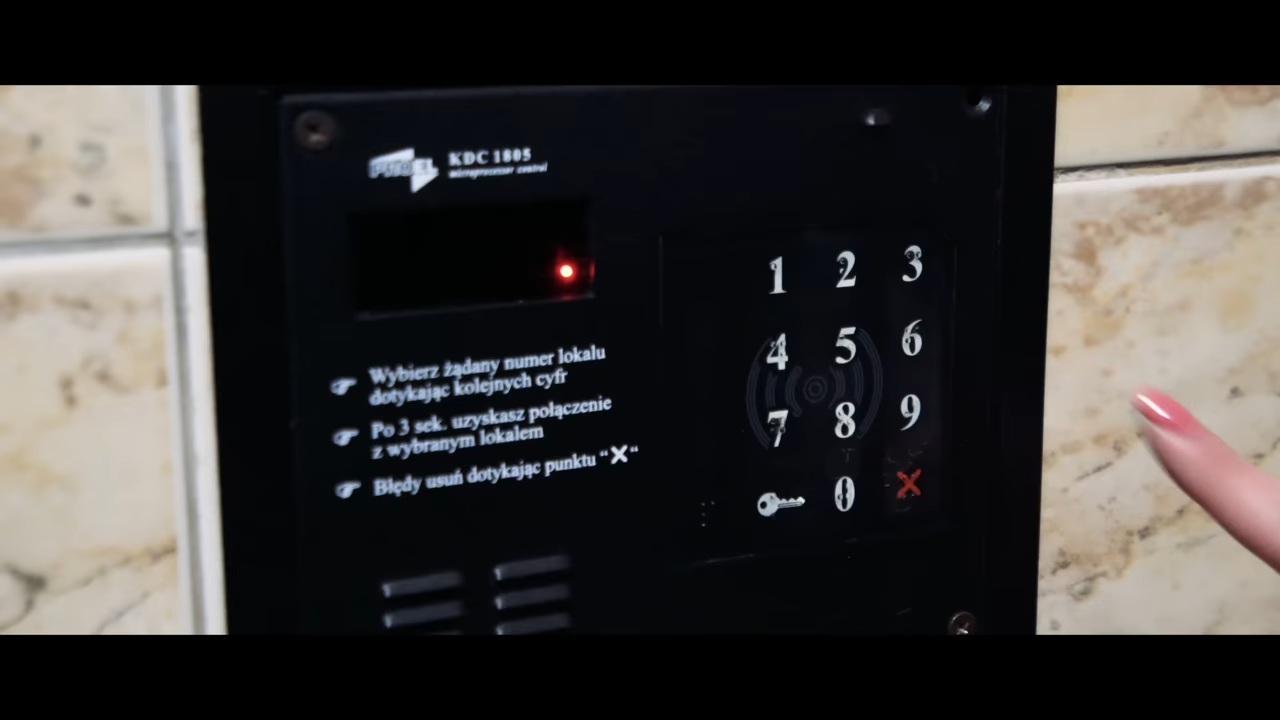 PROEL
KDC 1805
microprocessor control
Wybierz żądany numer lokalu
dotykając kolejnych cyfr
Po 3 sek. uzyskasz połączenie
z wybranym lokalem
Błędy usuń dotykając punktu “X“
1 2 3
4 5 6
7 8 9
0 X